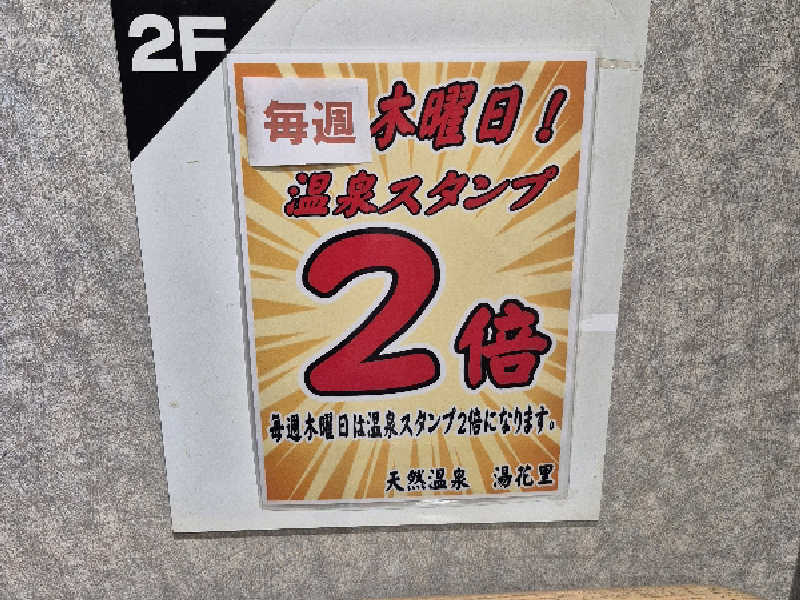 2F
毎週木曜日!
温泉スタンプ
2倍
毎週木曜日は温泉スタンプ2倍になります。
天然温泉 湯花里